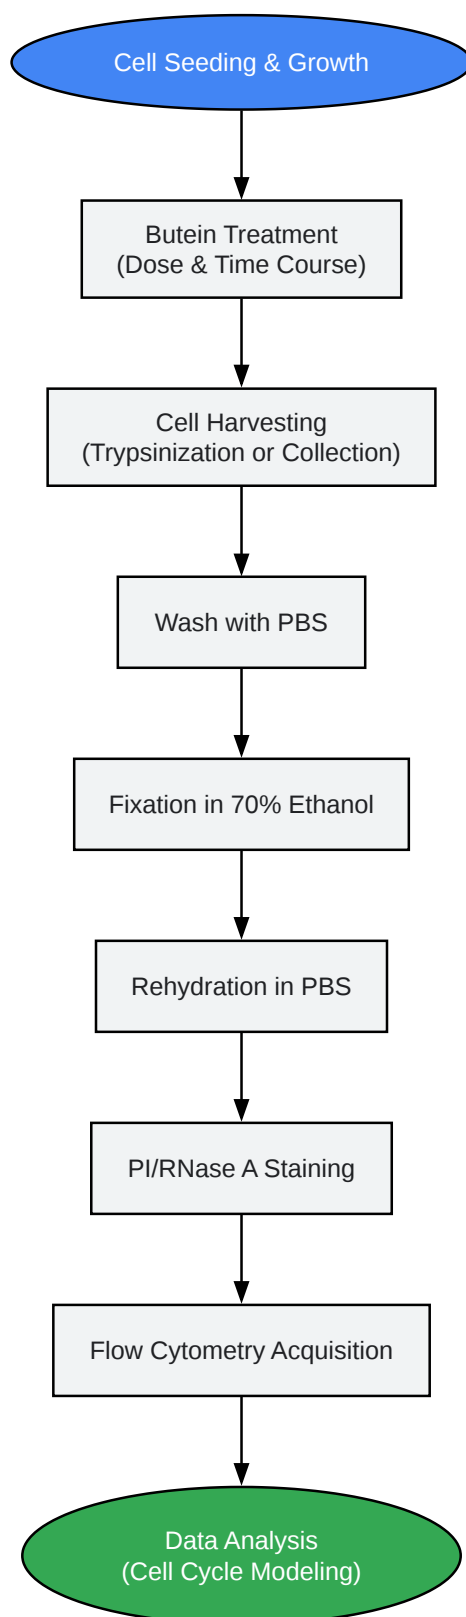 Cell Seeding & Growth
Butein Treatment
(Dose & Time Course)
Cell Harvesting
(Trypsinization or Collection)
Wash with PBS
Fixation in 70% Ethanol
Rehydration in PBS
PI/RNase A Staining
Flow Cytometry Acquisition
Data Analysis
(Cell Cycle Modeling)